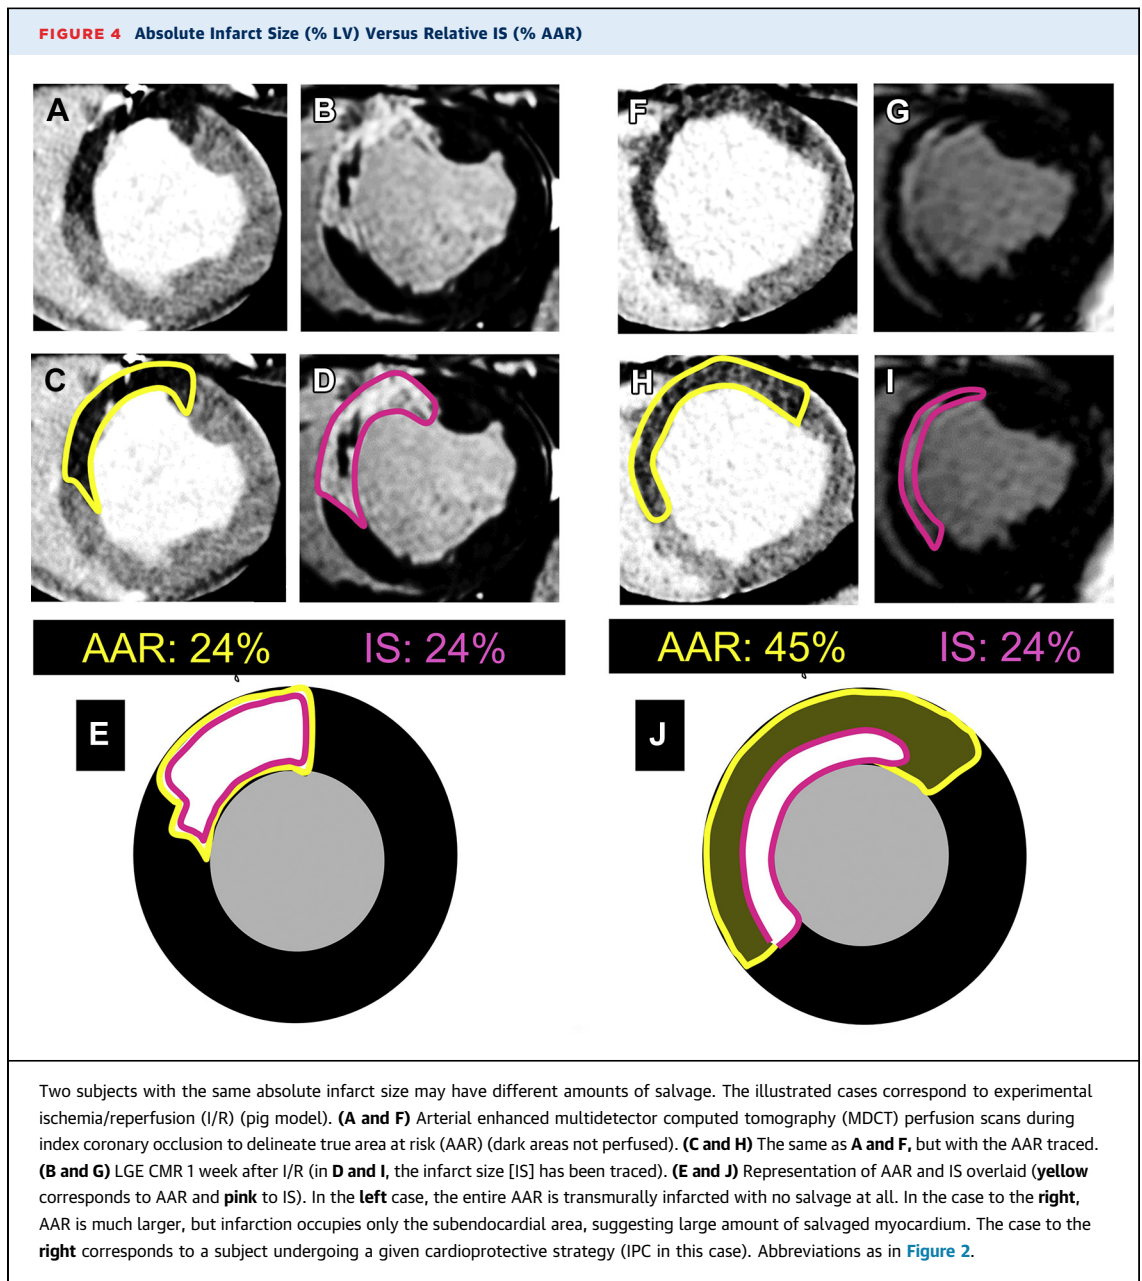 FIGURE 4 Absolute Infarct Size (% LV) Versus Relative IS (% AAR)
A
B
F
G
C
D
H
I
AAR: 24% IS: 24%
AAR: 45% IS: 24%
E
J
Two subjects with the same absolute infarct size may have different amounts of salvage. The illustrated cases correspond to experimental
ischemia/reperfusion (I/R) (pig model). (A and F) Arterial enhanced multidetector computed tomography (MDCT) perfusion scans during
index coronary occlusion to delineate true area at risk (AAR) (dark areas not perfused). (C and H) The same as A and F, but with the AAR traced.
(B and G) LGE CMR 1 week after I/R (in D and I, the infarct size [IS] has been traced). (E and J) Representation of AAR and IS overlaid (yellow
corresponds to AAR and pink to IS). In the left case, the entire AAR is transmurally infarcted with no salvage at all. In the case to the right,
AAR is much larger, but infarction occupies only the subendocardial area, suggesting large amount of salvaged myocardium. The case to the
right corresponds to a subject undergoing a given cardioprotective strategy (IPC in this case). Abbreviations as in Figure 2.